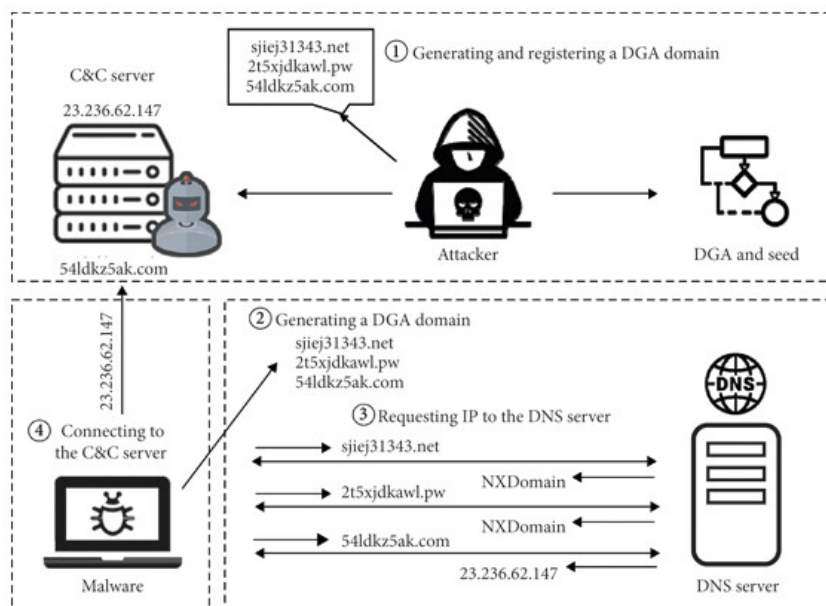 sjiej31343.net
2t5xjdkawl.pw
54ldkz5ak.com
① Generating and registering a DGA domain
C&C server
23.236.62.147
54ldkz5ak.com
Attacker
DGA and seed
23.236.62.147
② Generating a DGA domain
sjiej31343.net
2t5xjdkawl.pw
54ldkz5ak.com
DNS
③ Requesting IP to the DNS server
sjiej31343.net
NXDomain
2t5xjdkawl.pw
NXDomain
54ldkz5ak.com
23.236.62.147
DNS server
④ Connecting to
the C&C server
Malware